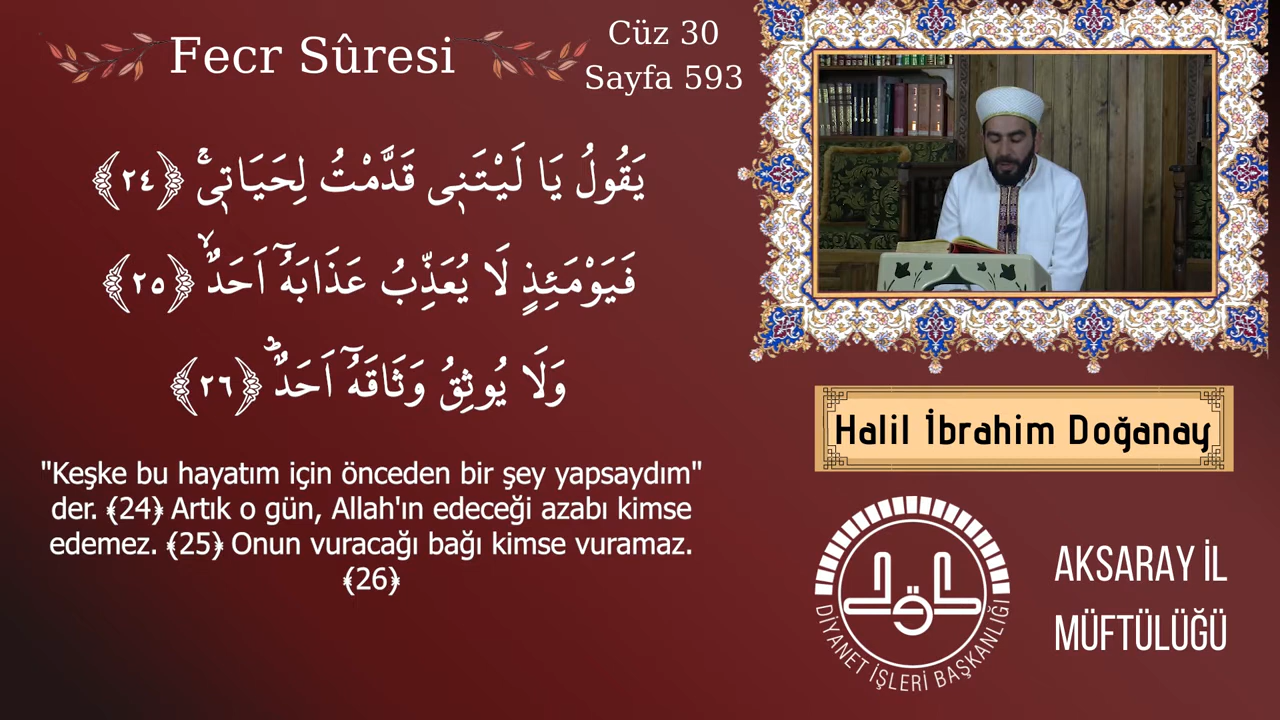 Fecr Sûresi
Cüz 30
Sayfa 593
يَقُولُ يَا لَيْتَنٖى قَدَّمْتُ لِحَيَاتٖىۚ ﴿٢٤﴾
فَيَوْمَئِذٍ لَا يُعَذِّبُ عَذَابَهُٓ اَحَدٌۙ ﴿٢٥﴾
وَلَا يُوثِقُ وَثَاقَهُٓ اَحَدٌؕ ﴿٢٦﴾
"Keşke bu hayatım için önceden bir şey yapsaydım"
der. ﴾24﴿ Artık o gün, Allah'ın edeceği azabı kimse
edemez. ﴾25﴿ Onun vuracağı bağı kimse vuramaz.
﴾26﴿
Halil İbrahim Doğanay
DİYANET İŞLERİ BAŞKANLIĞI
AKSARAY İL
MÜFTÜLÜĞÜ